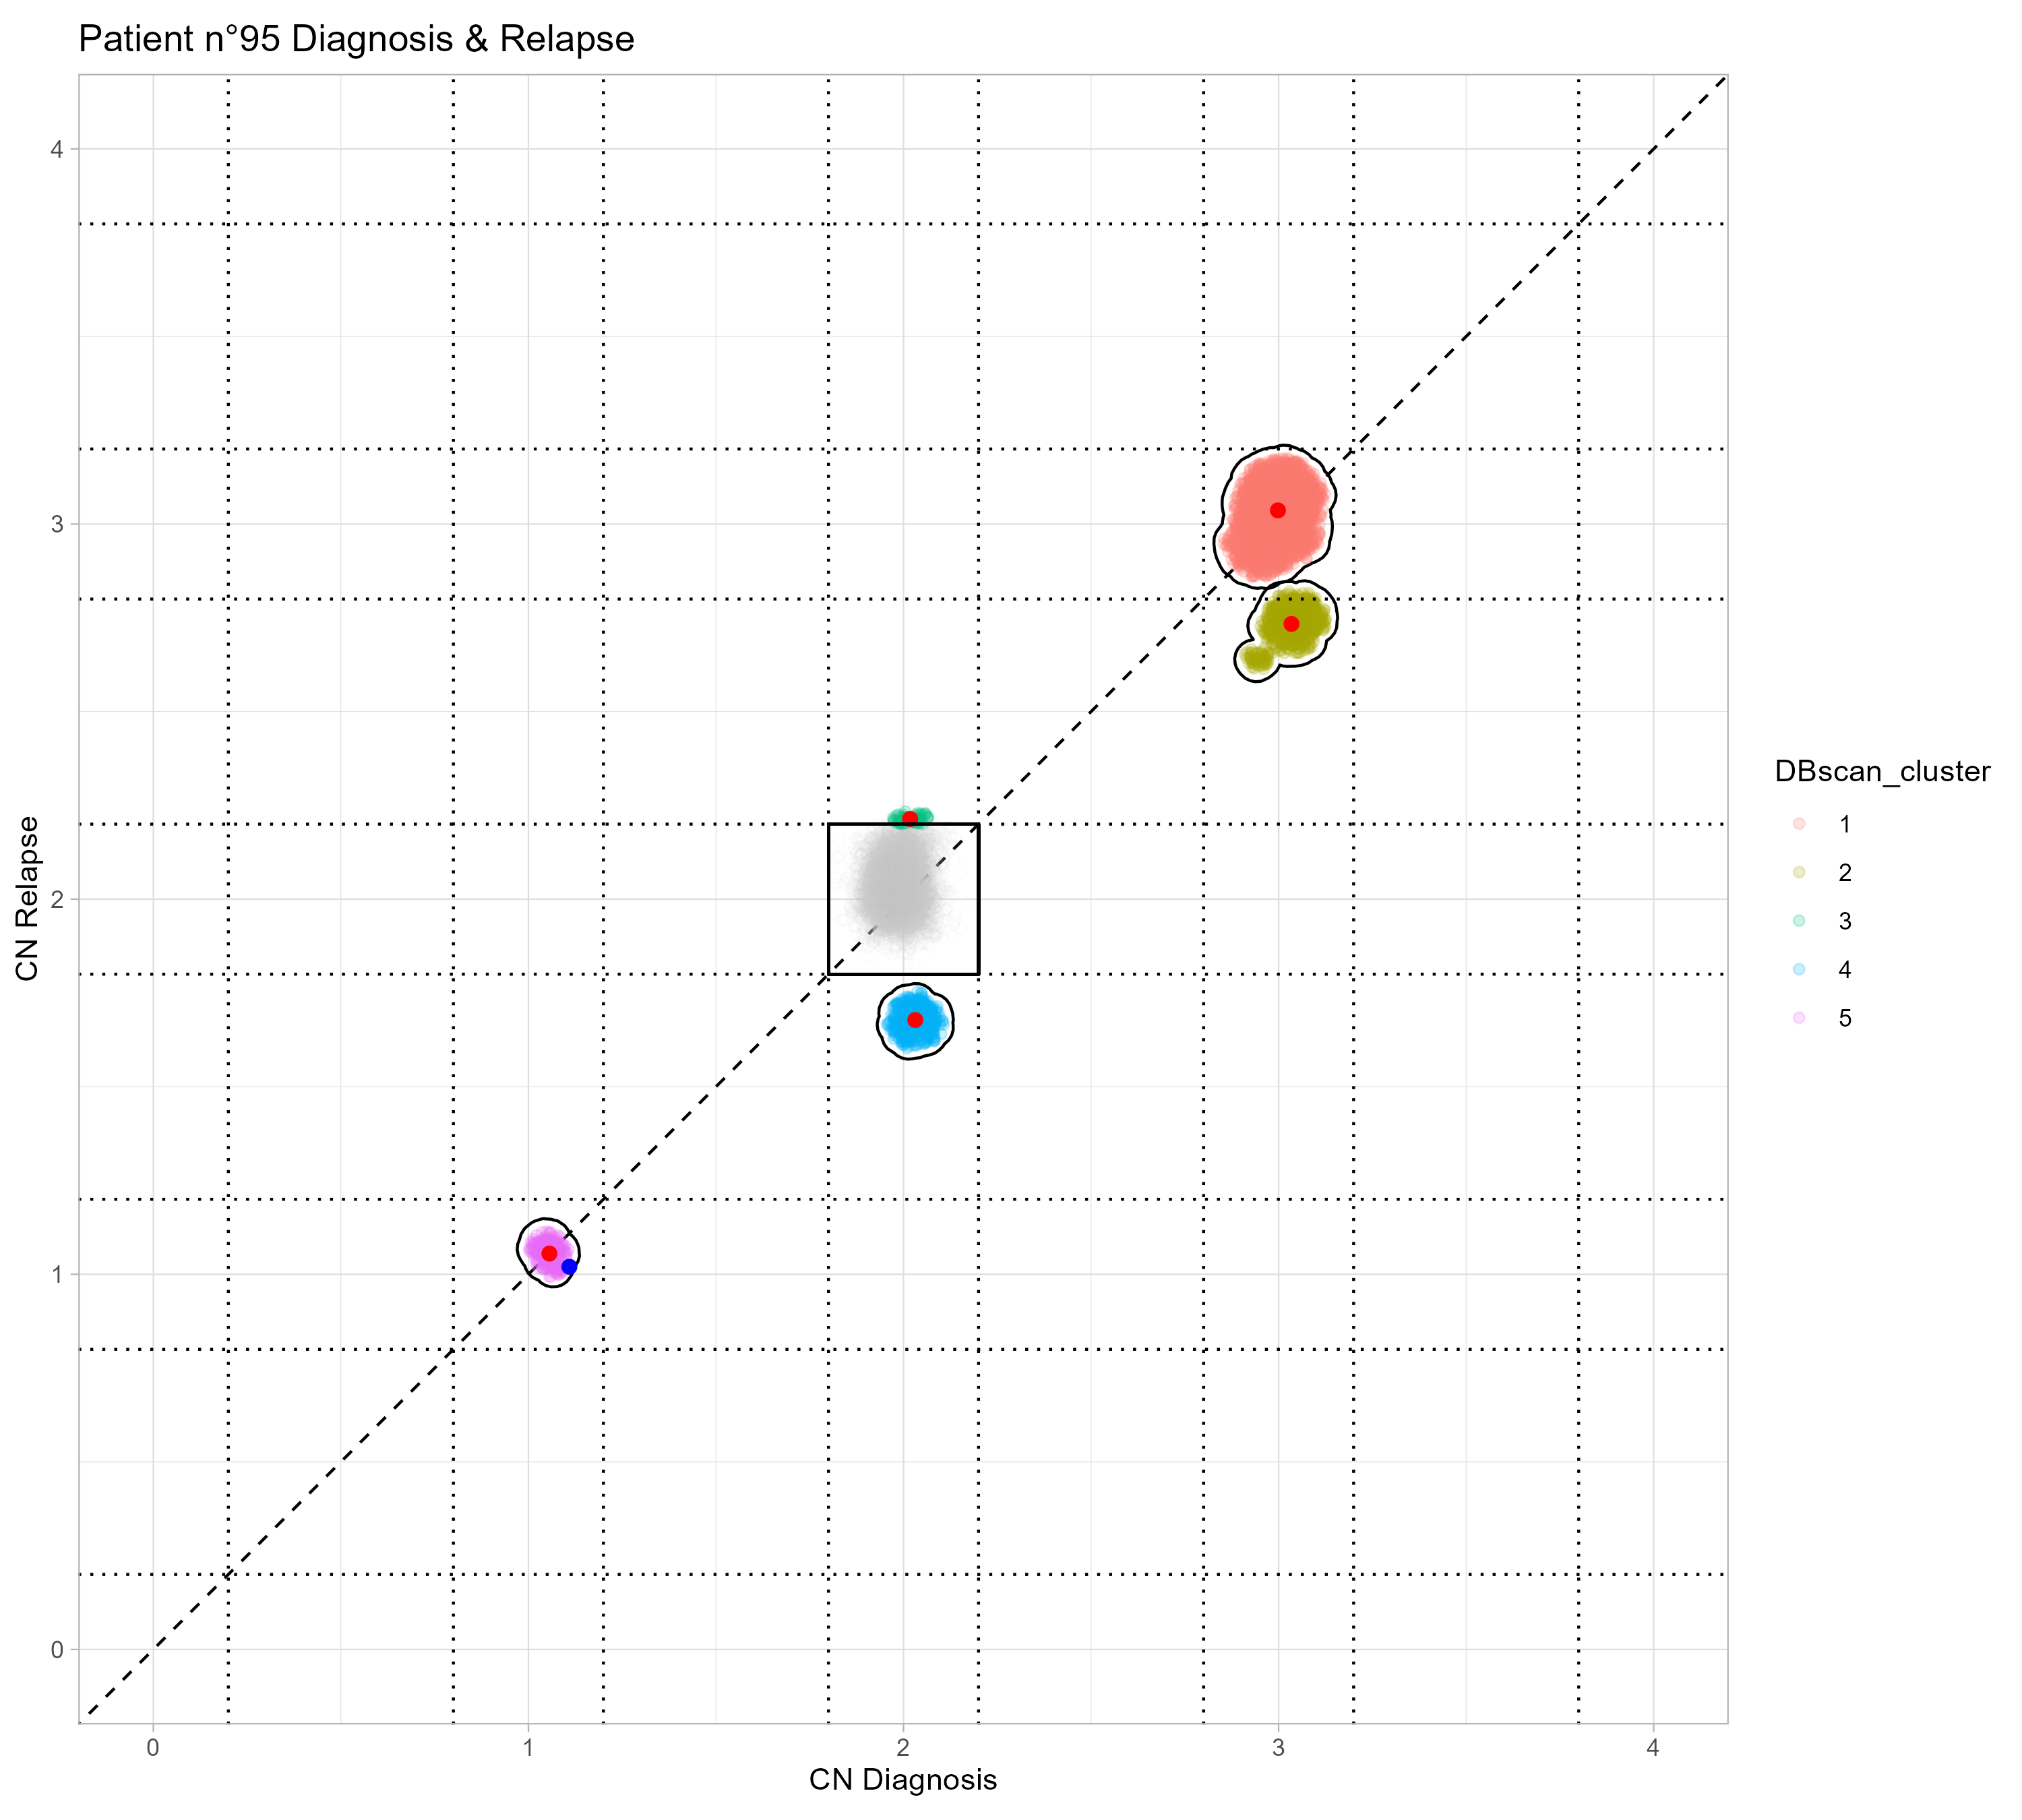 Patient n°95 Diagnosis & Relapse
4
3
2
1
0
CN Relapse
0 1 2 3 4
CN Diagnosis
DBscan_cluster
1
2
3
4
5